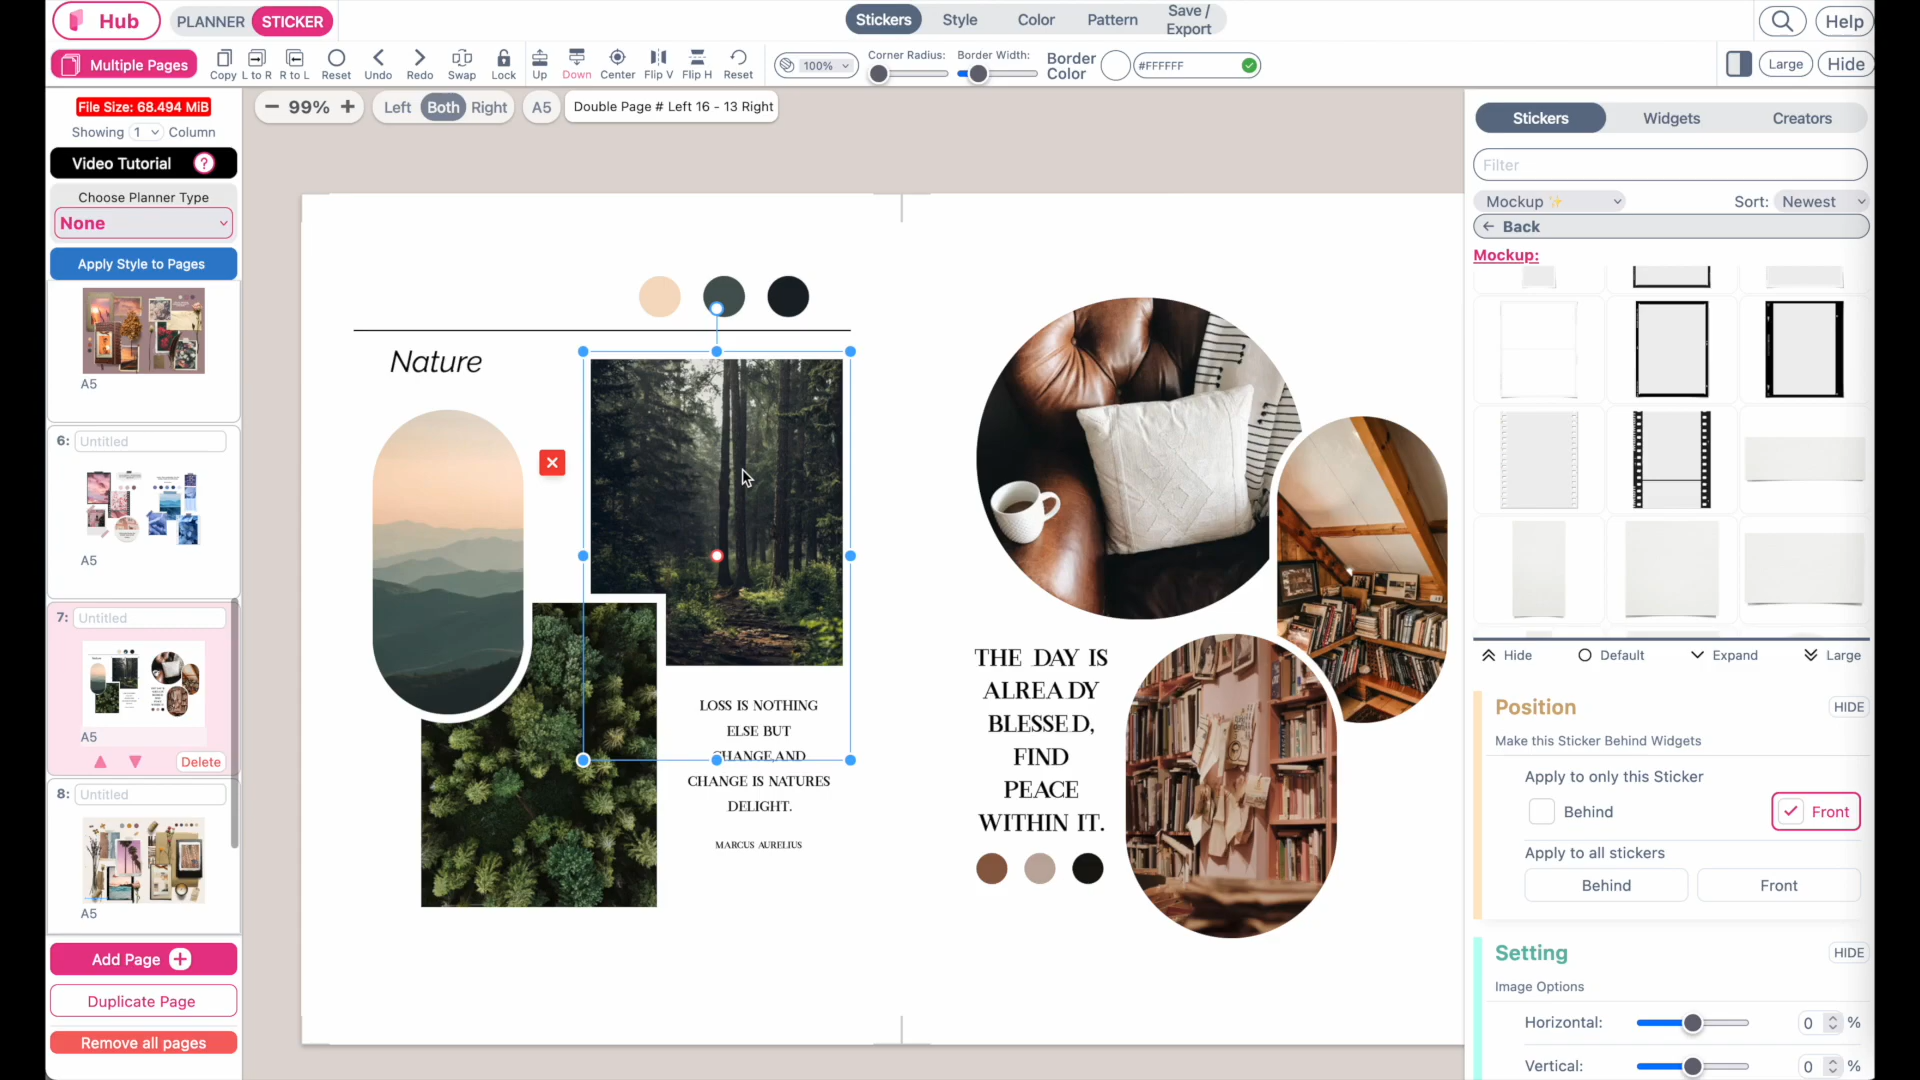 Hub
PLANNER
STICKER
Stickers
Style
Color
Pattern
Save /
Export
Help
Multiple Pages
Copy
L to R
R to L
Reset
Undo
Redo
Swap
Lock
Up
Down
Center
Flip V
Flip H
Reset
100%
Corner Radius:
Border Width:
Border
Color
#FFFFFF
Large
Hide
File Size: 68.494 MiB
Showing 1 Column
Video Tutorial ?
Choose Planner Type
None
Apply Style to Pages
A5
6: Untitled
A5
7: Untitled
A5
Delete
8: Untitled
A5
Add Page
Duplicate Page
Remove all pages
99%
Left
Both
Right
A5
Double Page # Left 16 - 13 Right
Nature
LOSS IS NOTHING
ELSE BUT
CHANGE,AND
CHANGE IS NATURES
DELIGHT.
MARCUS AURELIUS
THE DAY IS
ALREADY
BLESSED,
FIND
PEACE
WITHIN IT.
Stickers
Widgets
Creators
Filter
Mockup ✨
Sort: Newest
Back
Mockup:
Hide
Default
Expand
Large
Position
HIDE
Make this Sticker Behind Widgets
Apply to only this Sticker
Behind
Front
Apply to all stickers
Behind
Front
Setting
HIDE
Image Options
Horizontal:
0 %
Vertical:
0 %